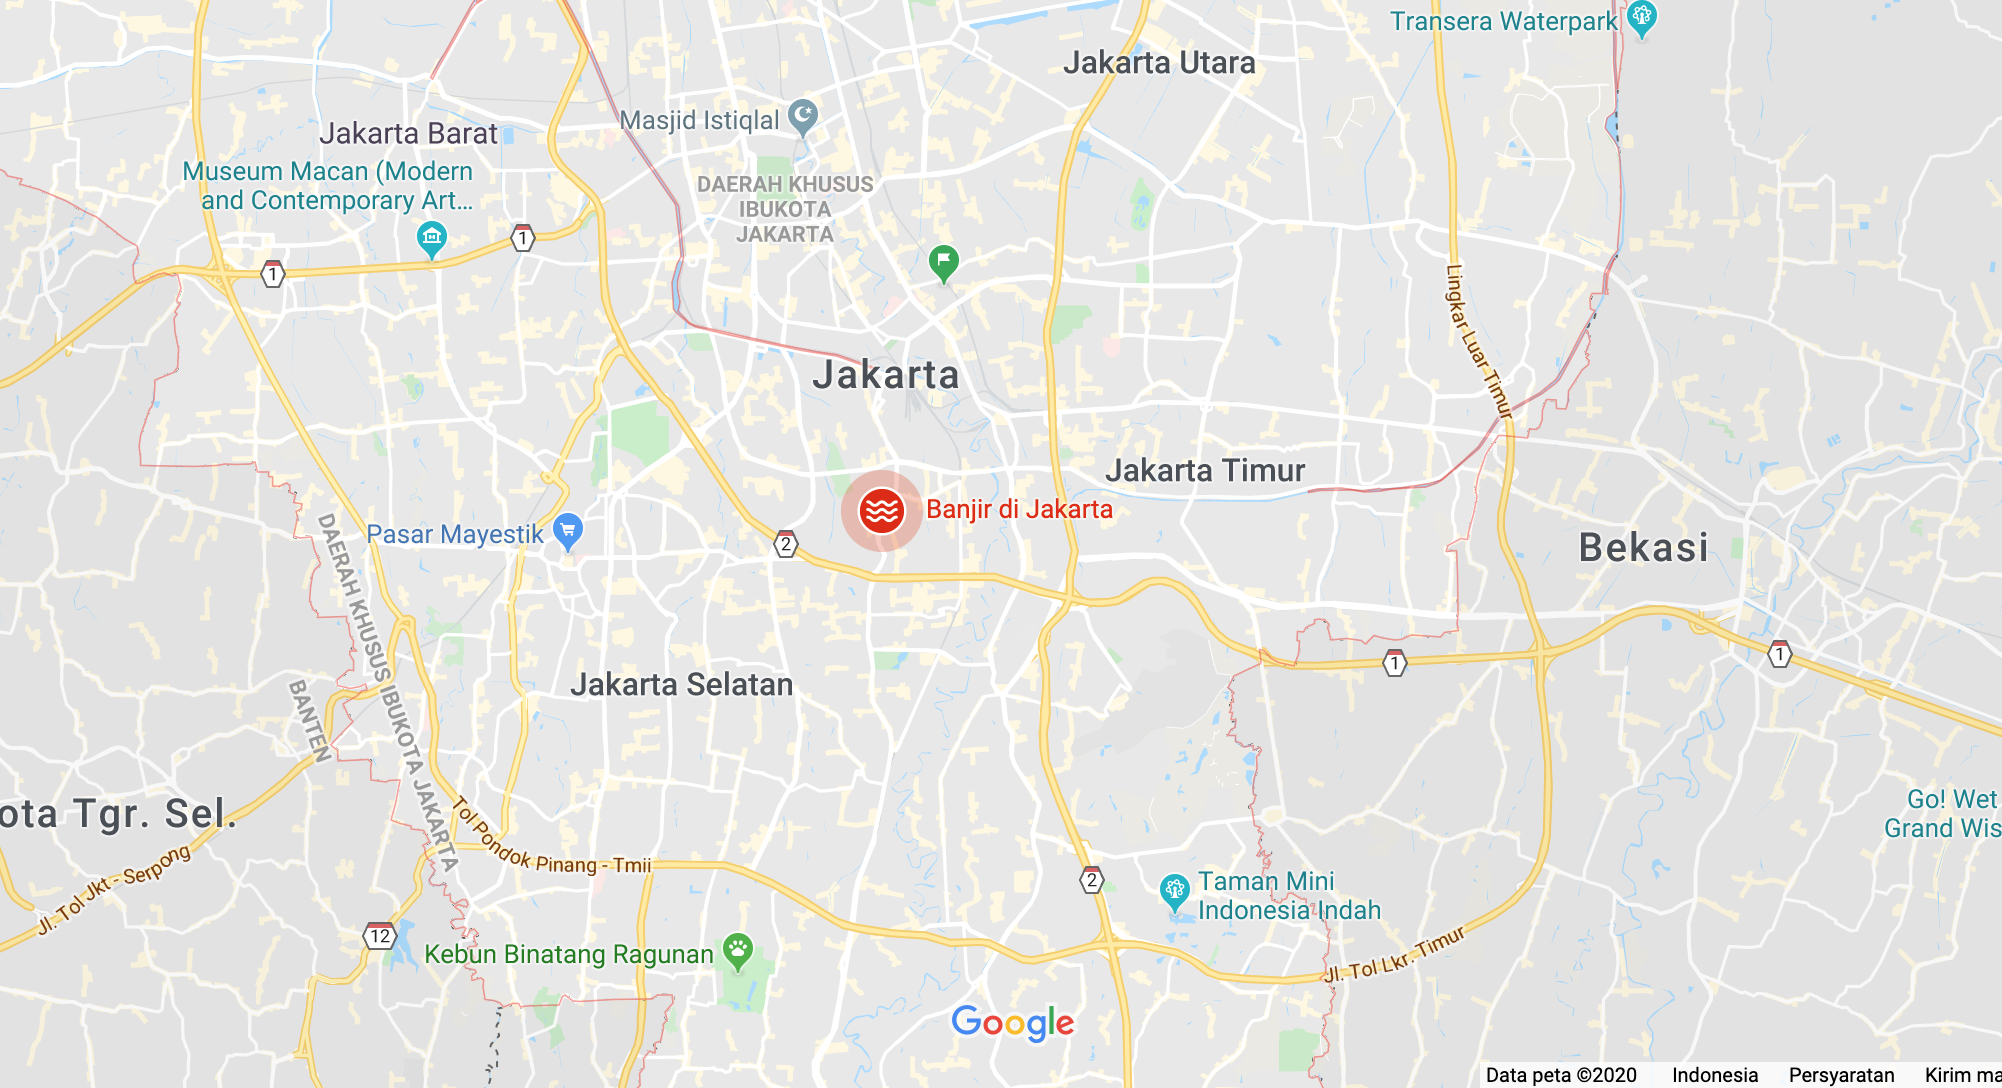 Transera Waterpark
Jakarta Utara
Masjid Istiqlal
Jakarta Barat
Museum Macan (Modern
and Contemporary Art...
DAERAH KHUSUS
IBUKOTA
JAKARTA
1
1
Lingkar Luar Timur
Jakarta
Jakarta Timur
Banjir di Jakarta
Pasar Mayestik
2
Bekasi
DAERAH KHUSUS IBUKOTA JAKARTA
BANTEN
1
1
Jakarta Selatan
ota Tgr. Sel.
Go! Wet
Grand Wis
Tol Pondok Pinang - Tmii
Jl. Tol Jkt - Serpong
2
Taman Mini
Indonesia Indah
12
Kebun Binatang Ragunan
Jl. Tol Lkr. Timur
Google
Data peta ©2020 Indonesia Persyaratan Kirim ma